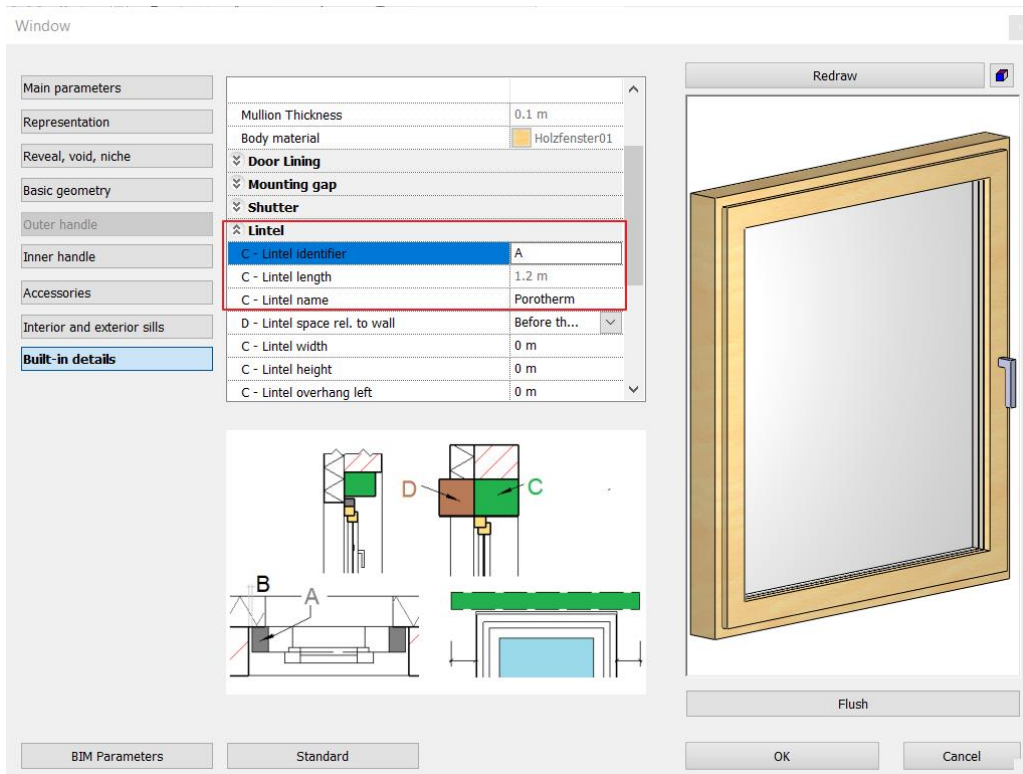 Window
Main parameters
Representation
Reveal, void, niche
Basic geometry
Outer handle
Inner handle
Accessories
Interior and exterior sills
Built-in details
Mullion Thickness 0.1 m
Body material Holzfenster01
Door Lining
Mounting gap
Shutter
Lintel
C - Lintel identifier A
C - Lintel length 1.2 m
C - Lintel name Porotherm
D - Lintel space rel. to wall Before th...
C - Lintel width 0 m
C - Lintel height 0 m
C - Lintel overhang left 0 m
D C
B
A
Redraw
Flush
BIM Parameters
Standard
OK
Cancel